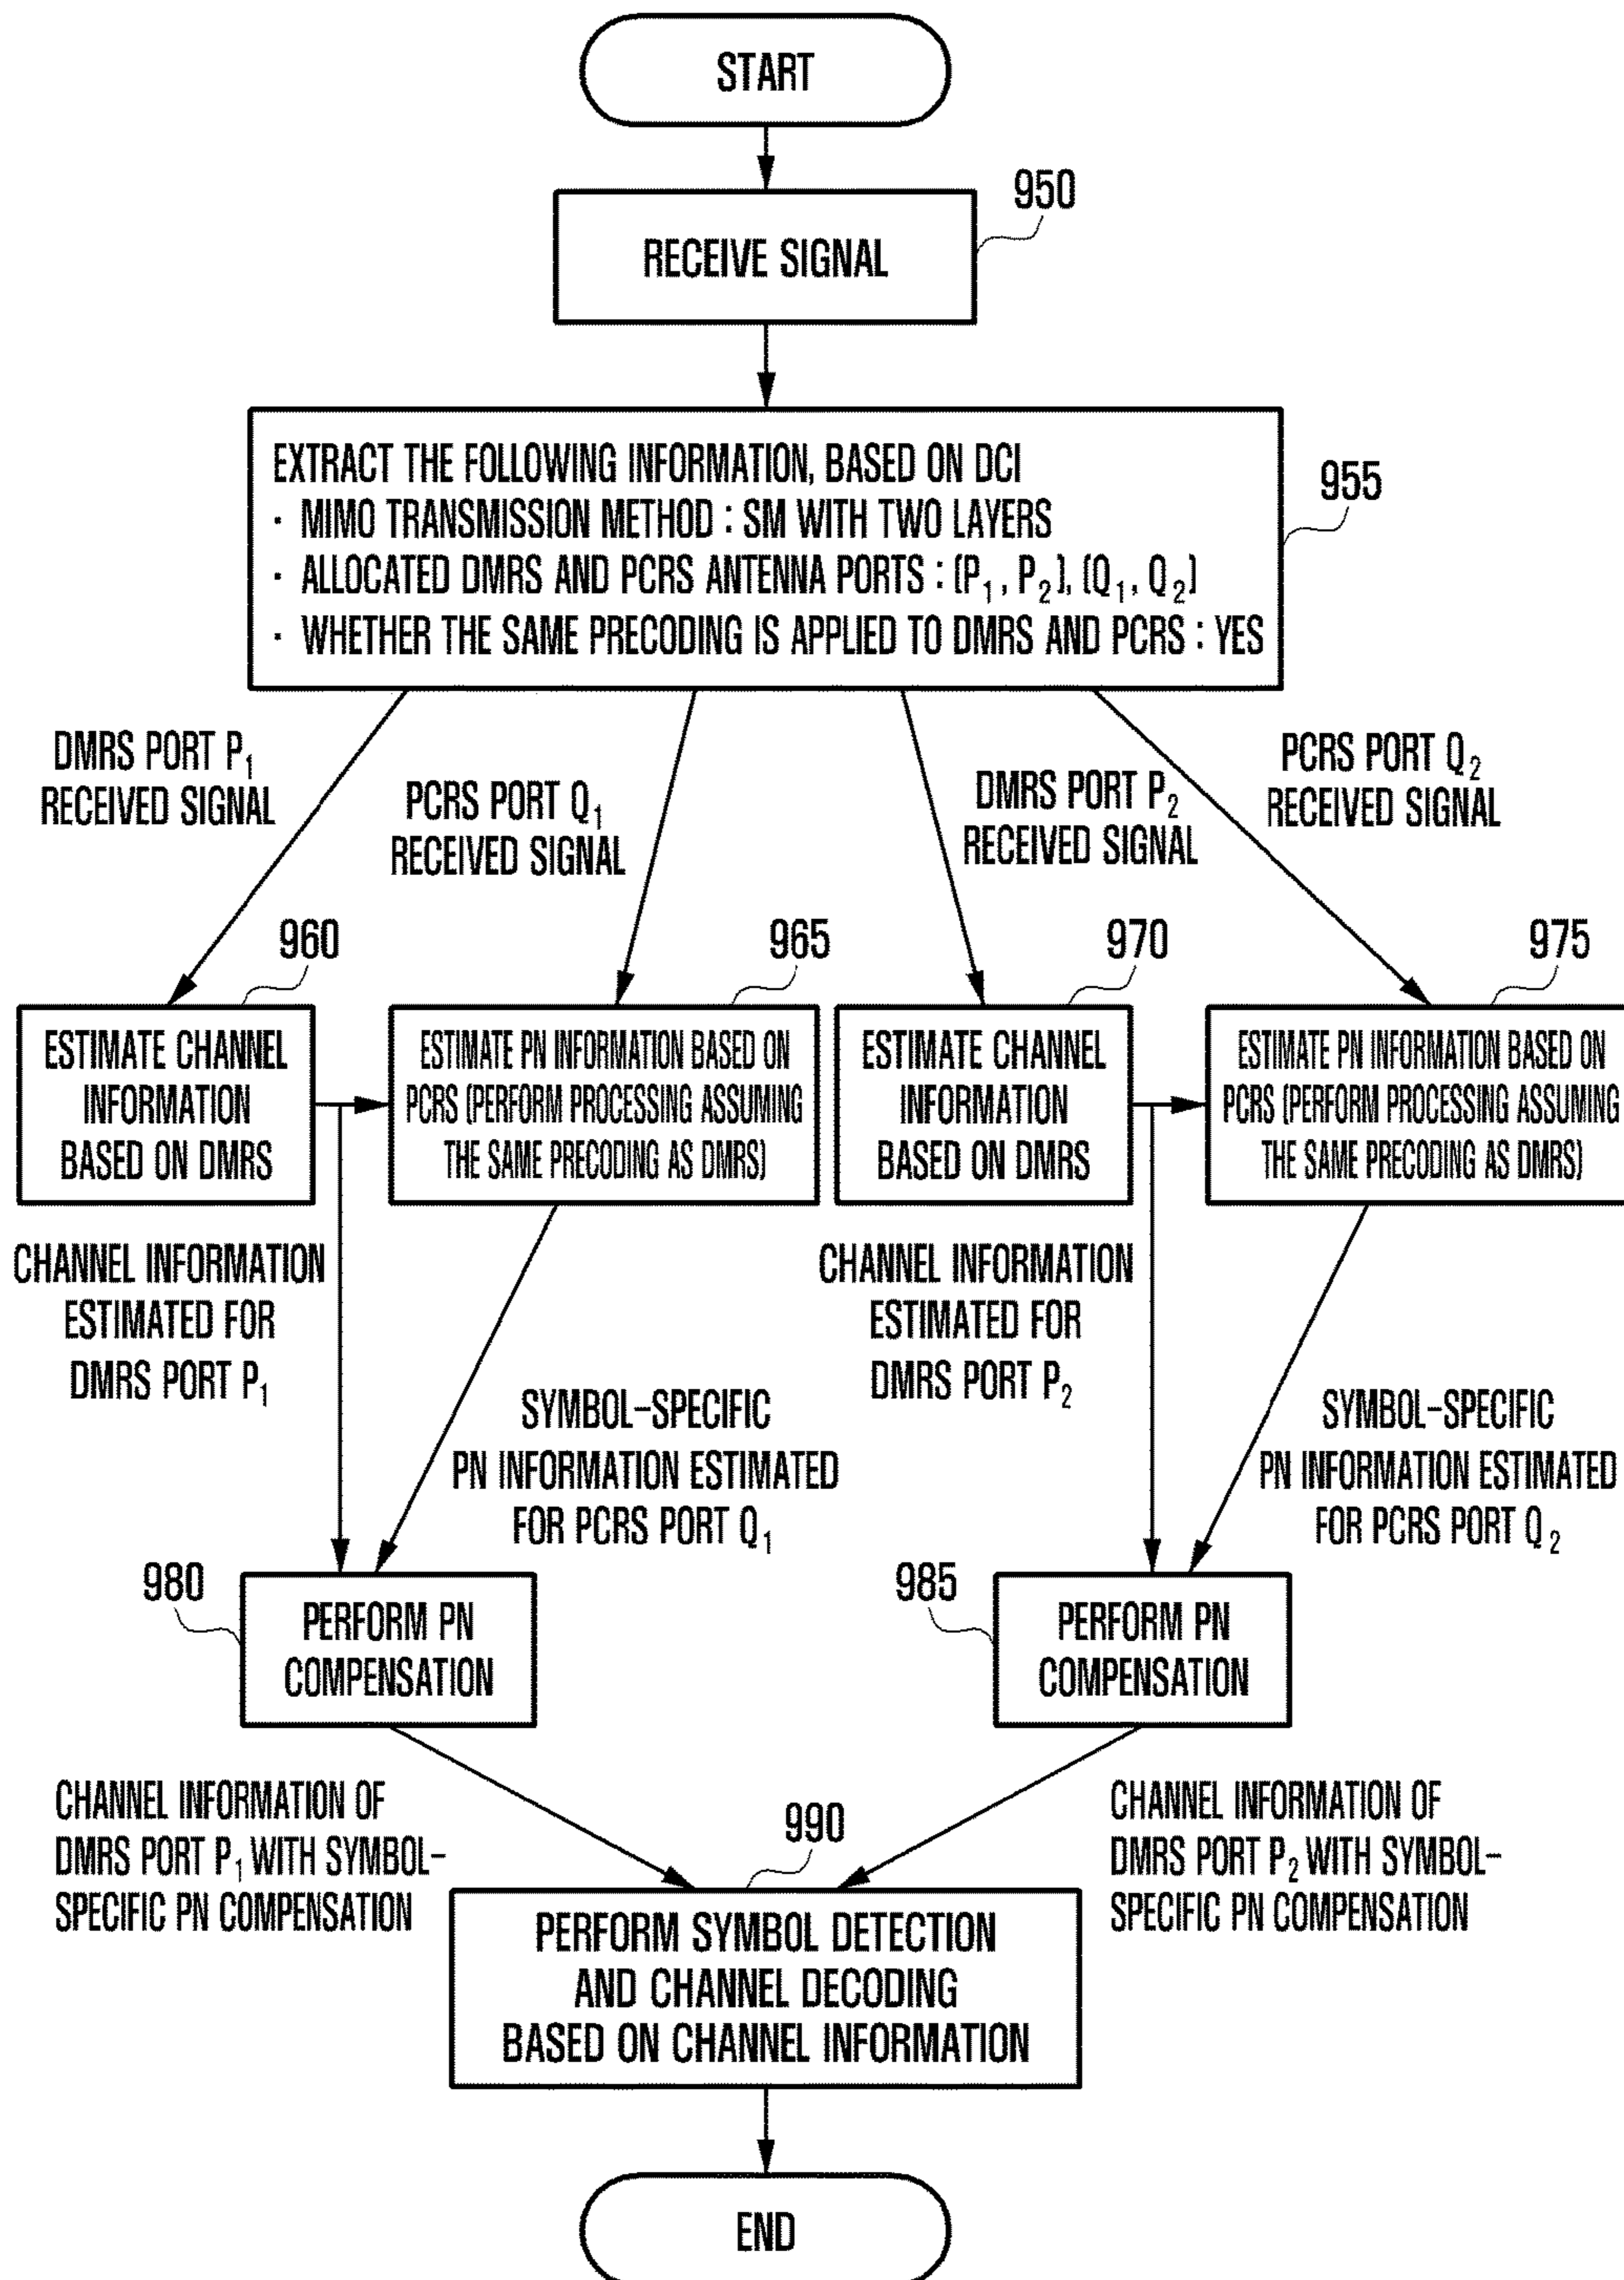 START
950
RECEIVE SIGNAL
EXTRACT THE FOLLOWING INFORMATION, BASED ON DCI
· MIMO TRANSMISSION METHOD : SM WITH TWO LAYERS
· ALLOCATED DMRS AND PCRS ANTENNA PORTS : (P1, P2), (Q1, Q2)
· WHETHER THE SAME PRECODING IS APPLIED TO DMRS AND PCRS : YES
955
DMRS PORT P1
RECEIVED SIGNAL
PCRS PORT Q1
RECEIVED SIGNAL
DMRS PORT P2
RECEIVED SIGNAL
PCRS PORT Q2
RECEIVED SIGNAL
960
ESTIMATE CHANNEL
INFORMATION
BASED ON DMRS
965
ESTIMATE PN INFORMATION BASED ON
PCRS (PERFORM PROCESSING ASSUMING
THE SAME PRECODING AS DMRS)
970
ESTIMATE CHANNEL
INFORMATION
BASED ON DMRS
975
ESTIMATE PN INFORMATION BASED ON
PCRS (PERFORM PROCESSING ASSUMING
THE SAME PRECODING AS DMRS)
CHANNEL INFORMATION
ESTIMATED FOR
DMRS PORT P1
SYMBOL-SPECIFIC
PN INFORMATION ESTIMATED
FOR PCRS PORT Q1
CHANNEL INFORMATION
ESTIMATED FOR
DMRS PORT P2
SYMBOL-SPECIFIC
PN INFORMATION ESTIMATED
FOR PCRS PORT Q2
980
PERFORM PN
COMPENSATION
985
PERFORM PN
COMPENSATION
CHANNEL INFORMATION OF
DMRS PORT P1 WITH SYMBOL-
SPECIFIC PN COMPENSATION
CHANNEL INFORMATION OF
DMRS PORT P2 WITH SYMBOL-
SPECIFIC PN COMPENSATION
990
PERFORM SYMBOL DETECTION
AND CHANNEL DECODING
BASED ON CHANNEL INFORMATION
END